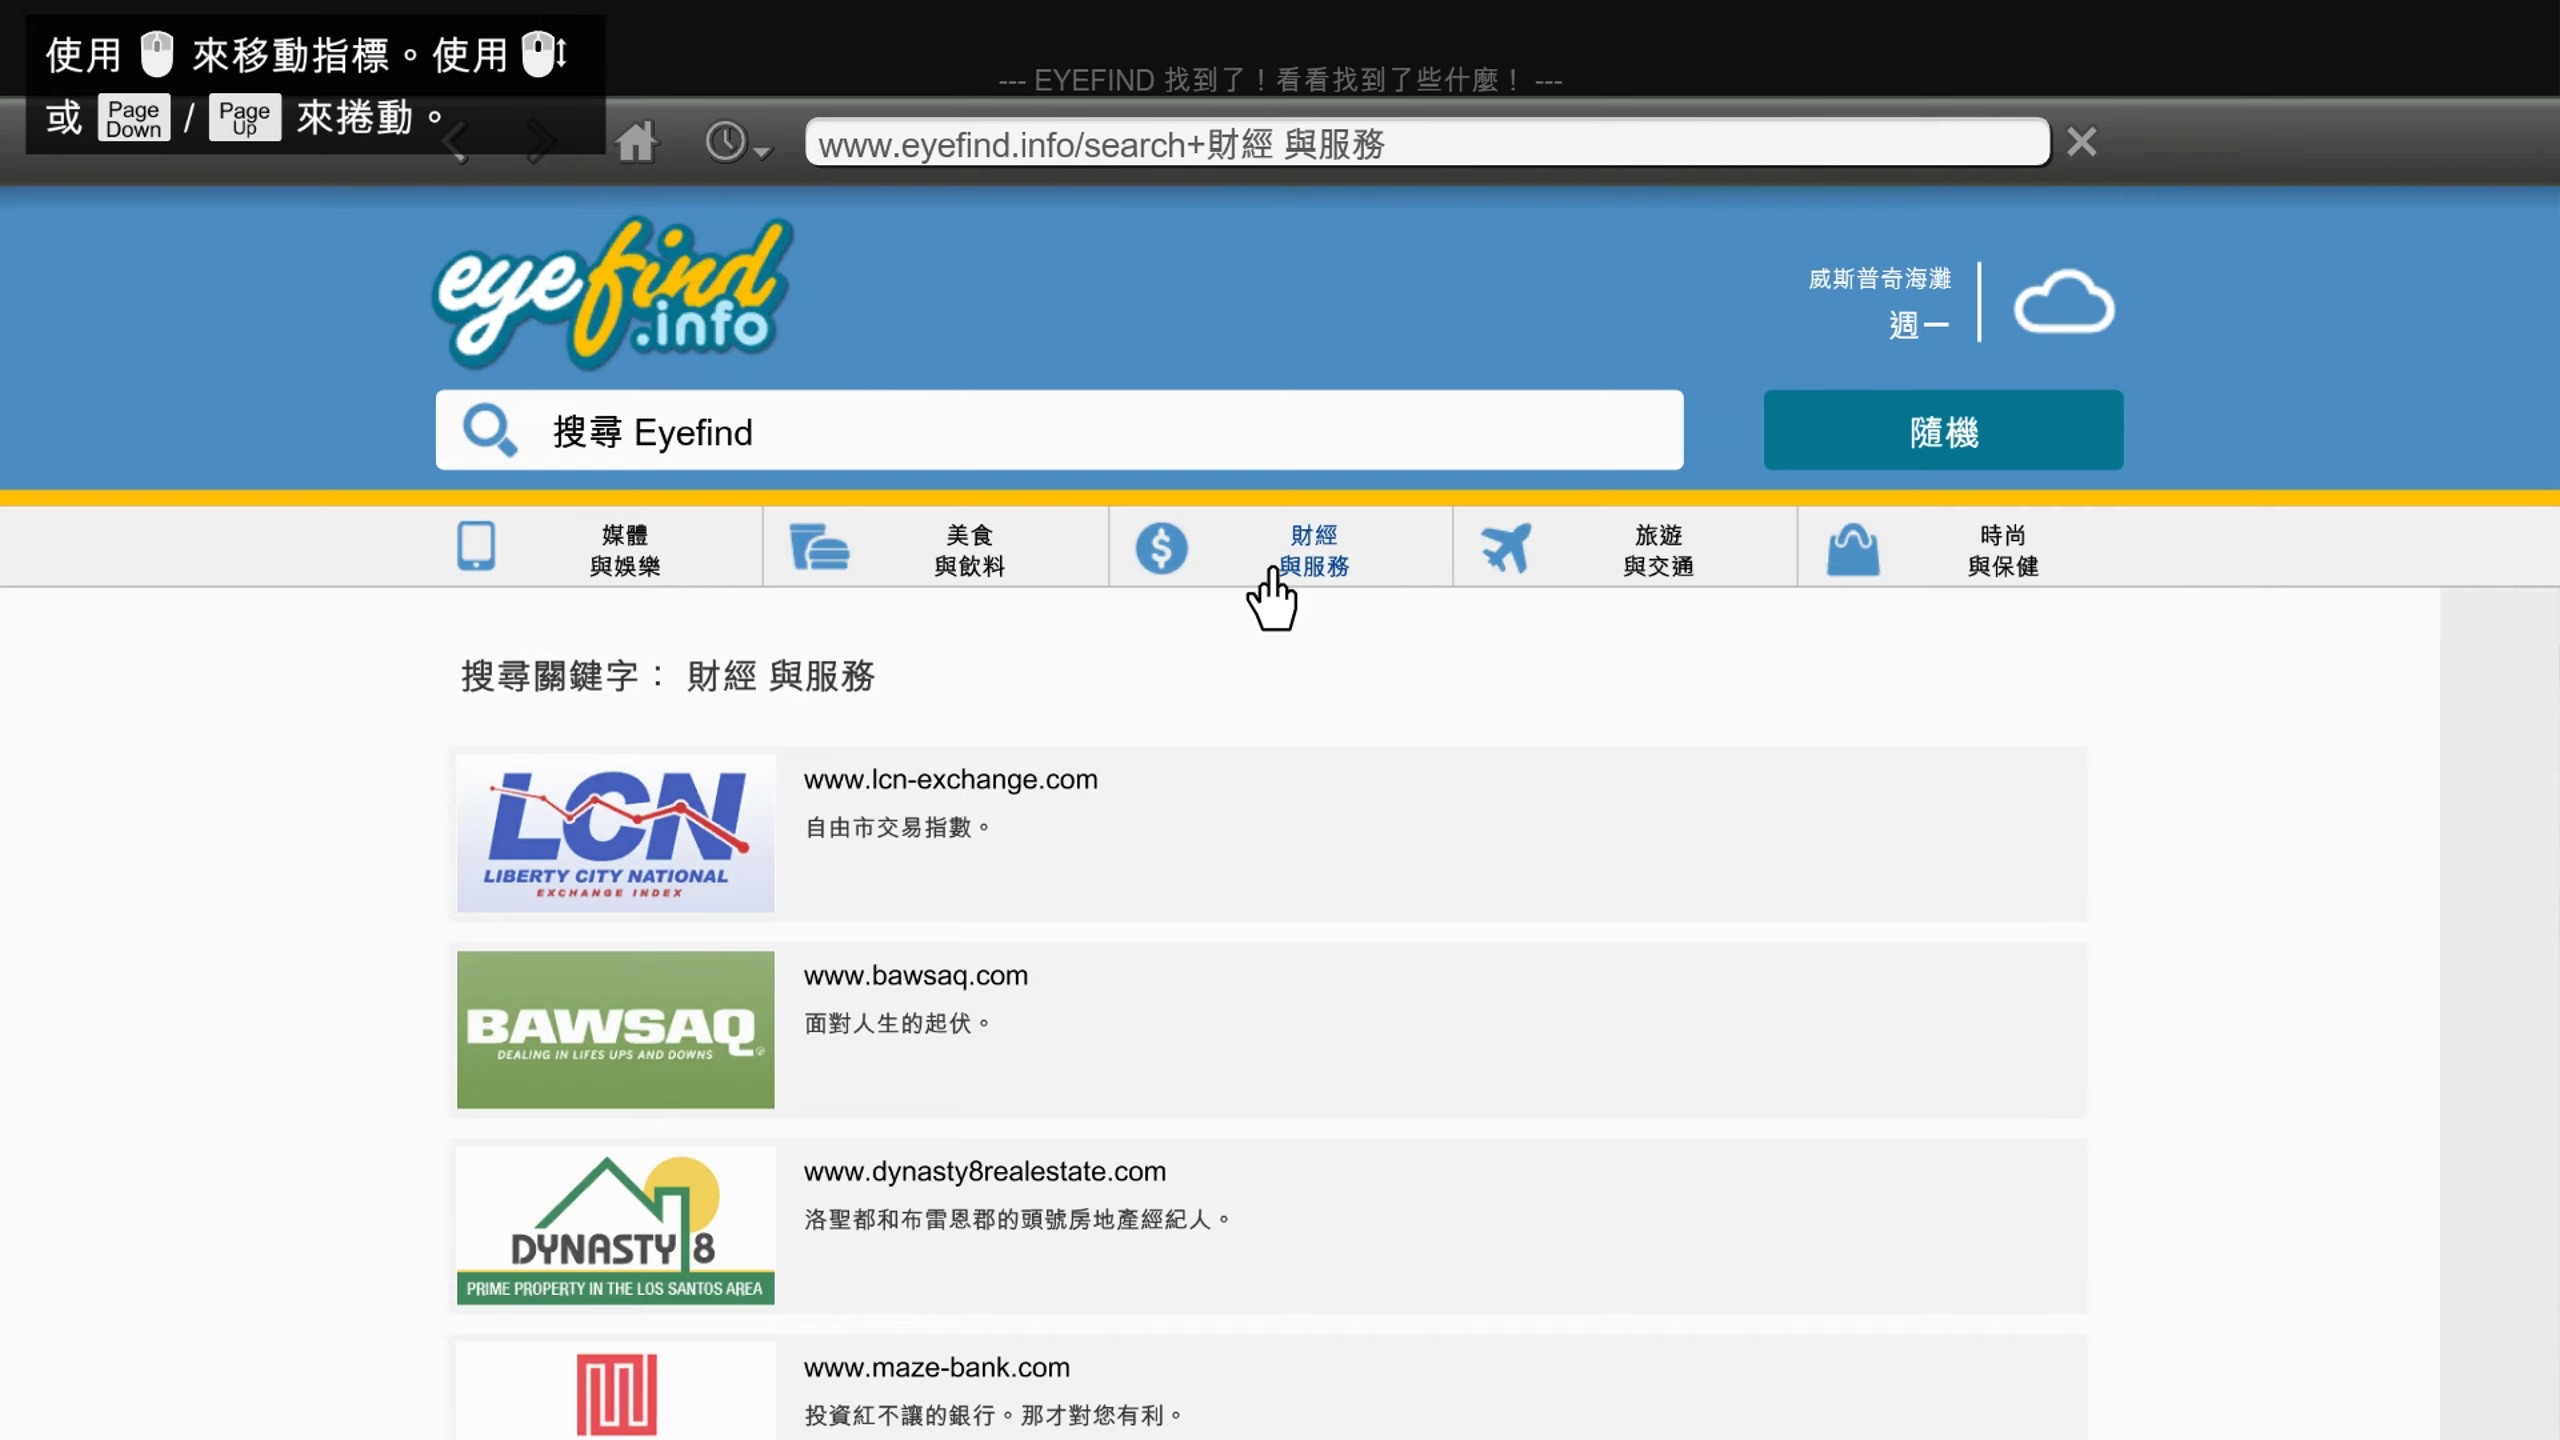 使用 來移動指標。使用
或 Page Down / Page Up 來捲動。
--- EYEFIND 找到了！看看找到了些什麼！ ---
www.eyefind.info/search+財經 與服務
eyefind
.info
威斯普奇海灘
週一
搜尋 Eyefind
隨機
媒體
與娛樂
美食
與飲料
財經
與服務
旅遊
與交通
時尚
與保健
搜尋關鍵字： 財經 與服務
LCN
LIBERTY CITY NATIONAL
EXCHANGE INDEX
www.lcn-exchange.com
自由市交易指數。
BAWSAQ
DEALING IN LIFES UPS AND DOWNS
www.bawsaq.com
面對人生的起伏。
DYNASTY 8
PRIME PROPERTY IN THE LOS SANTOS AREA
www.dynasty8realestate.com
洛聖都和布雷恩郡的頭號房地產經紀人。
www.maze-bank.com
投資紅不讓的銀行。那才對您有利。